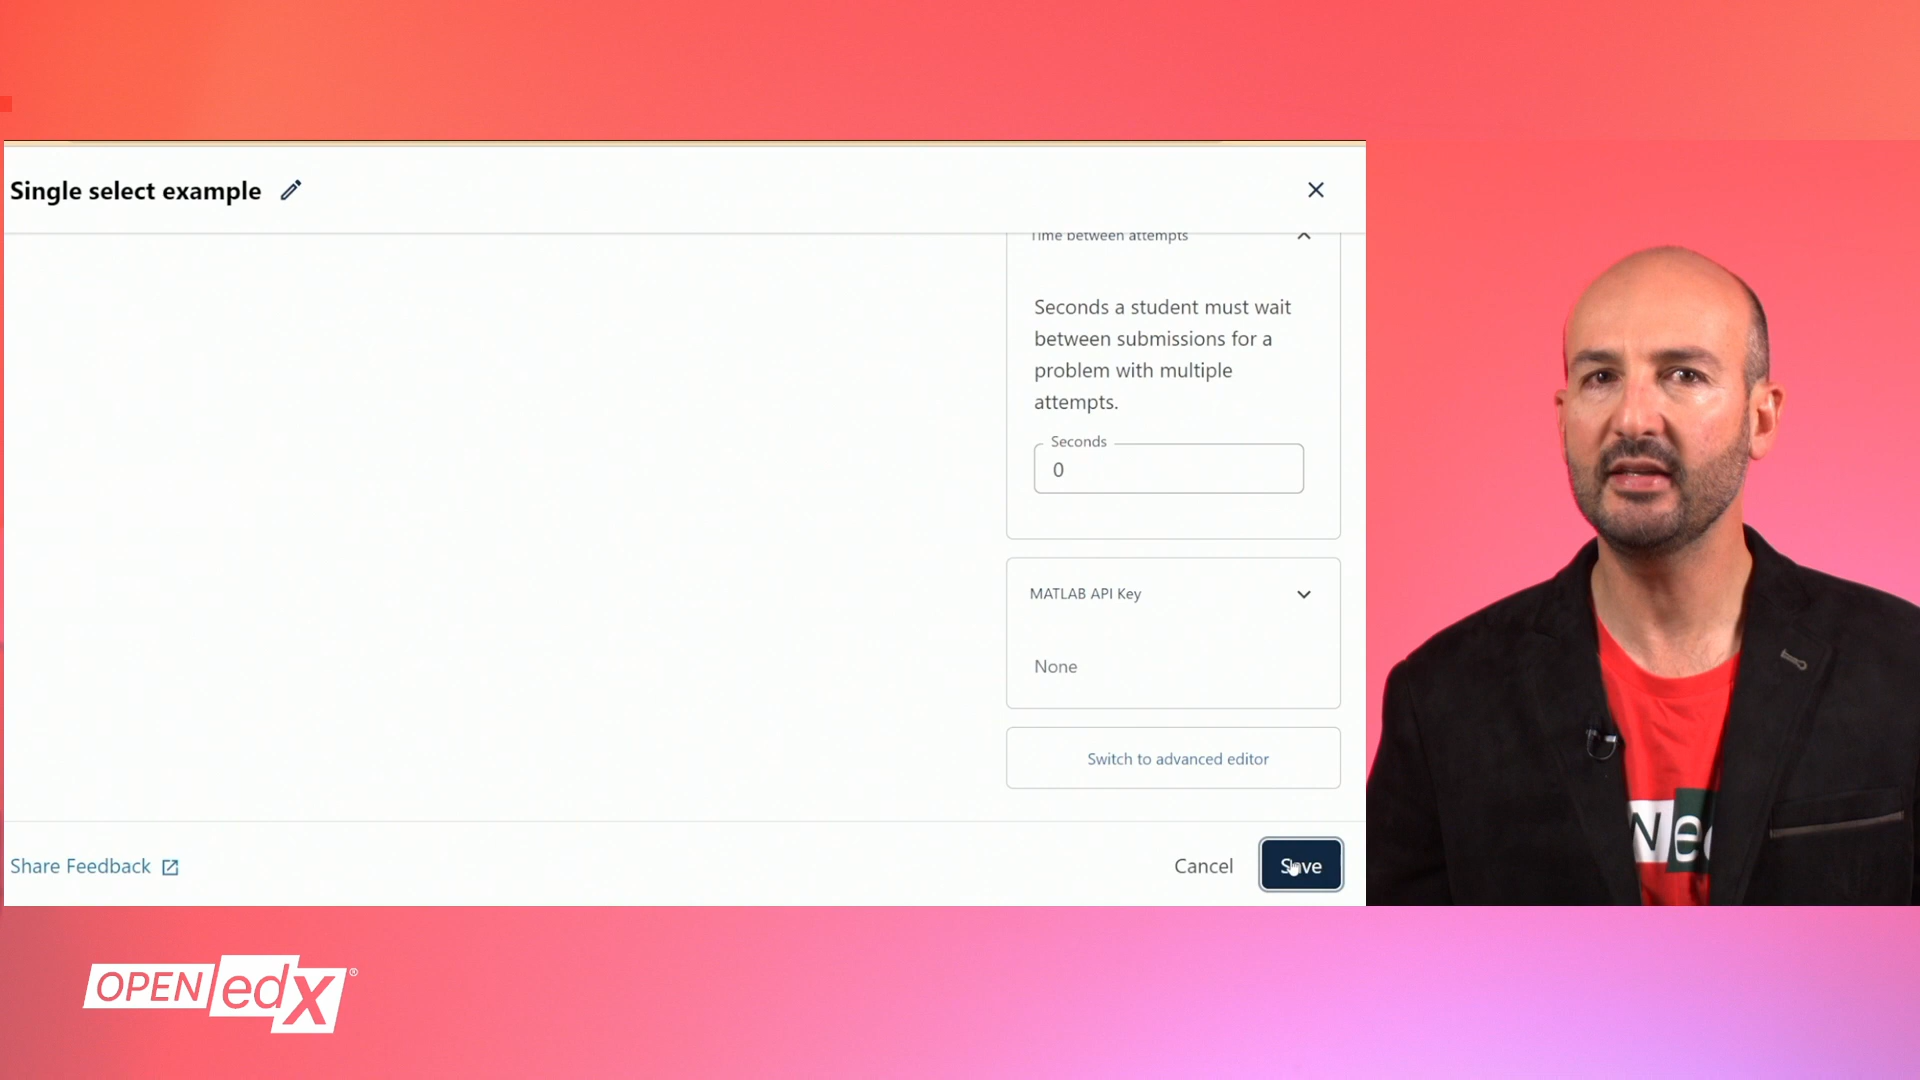 Single select example
Time between attempts
Seconds a student must wait
between submissions for a
problem with multiple
attempts.
Seconds
0
MATLAB API Key
None
Switch to advanced editor
Share Feedback
Cancel
Save
OPEN edX®
N ed